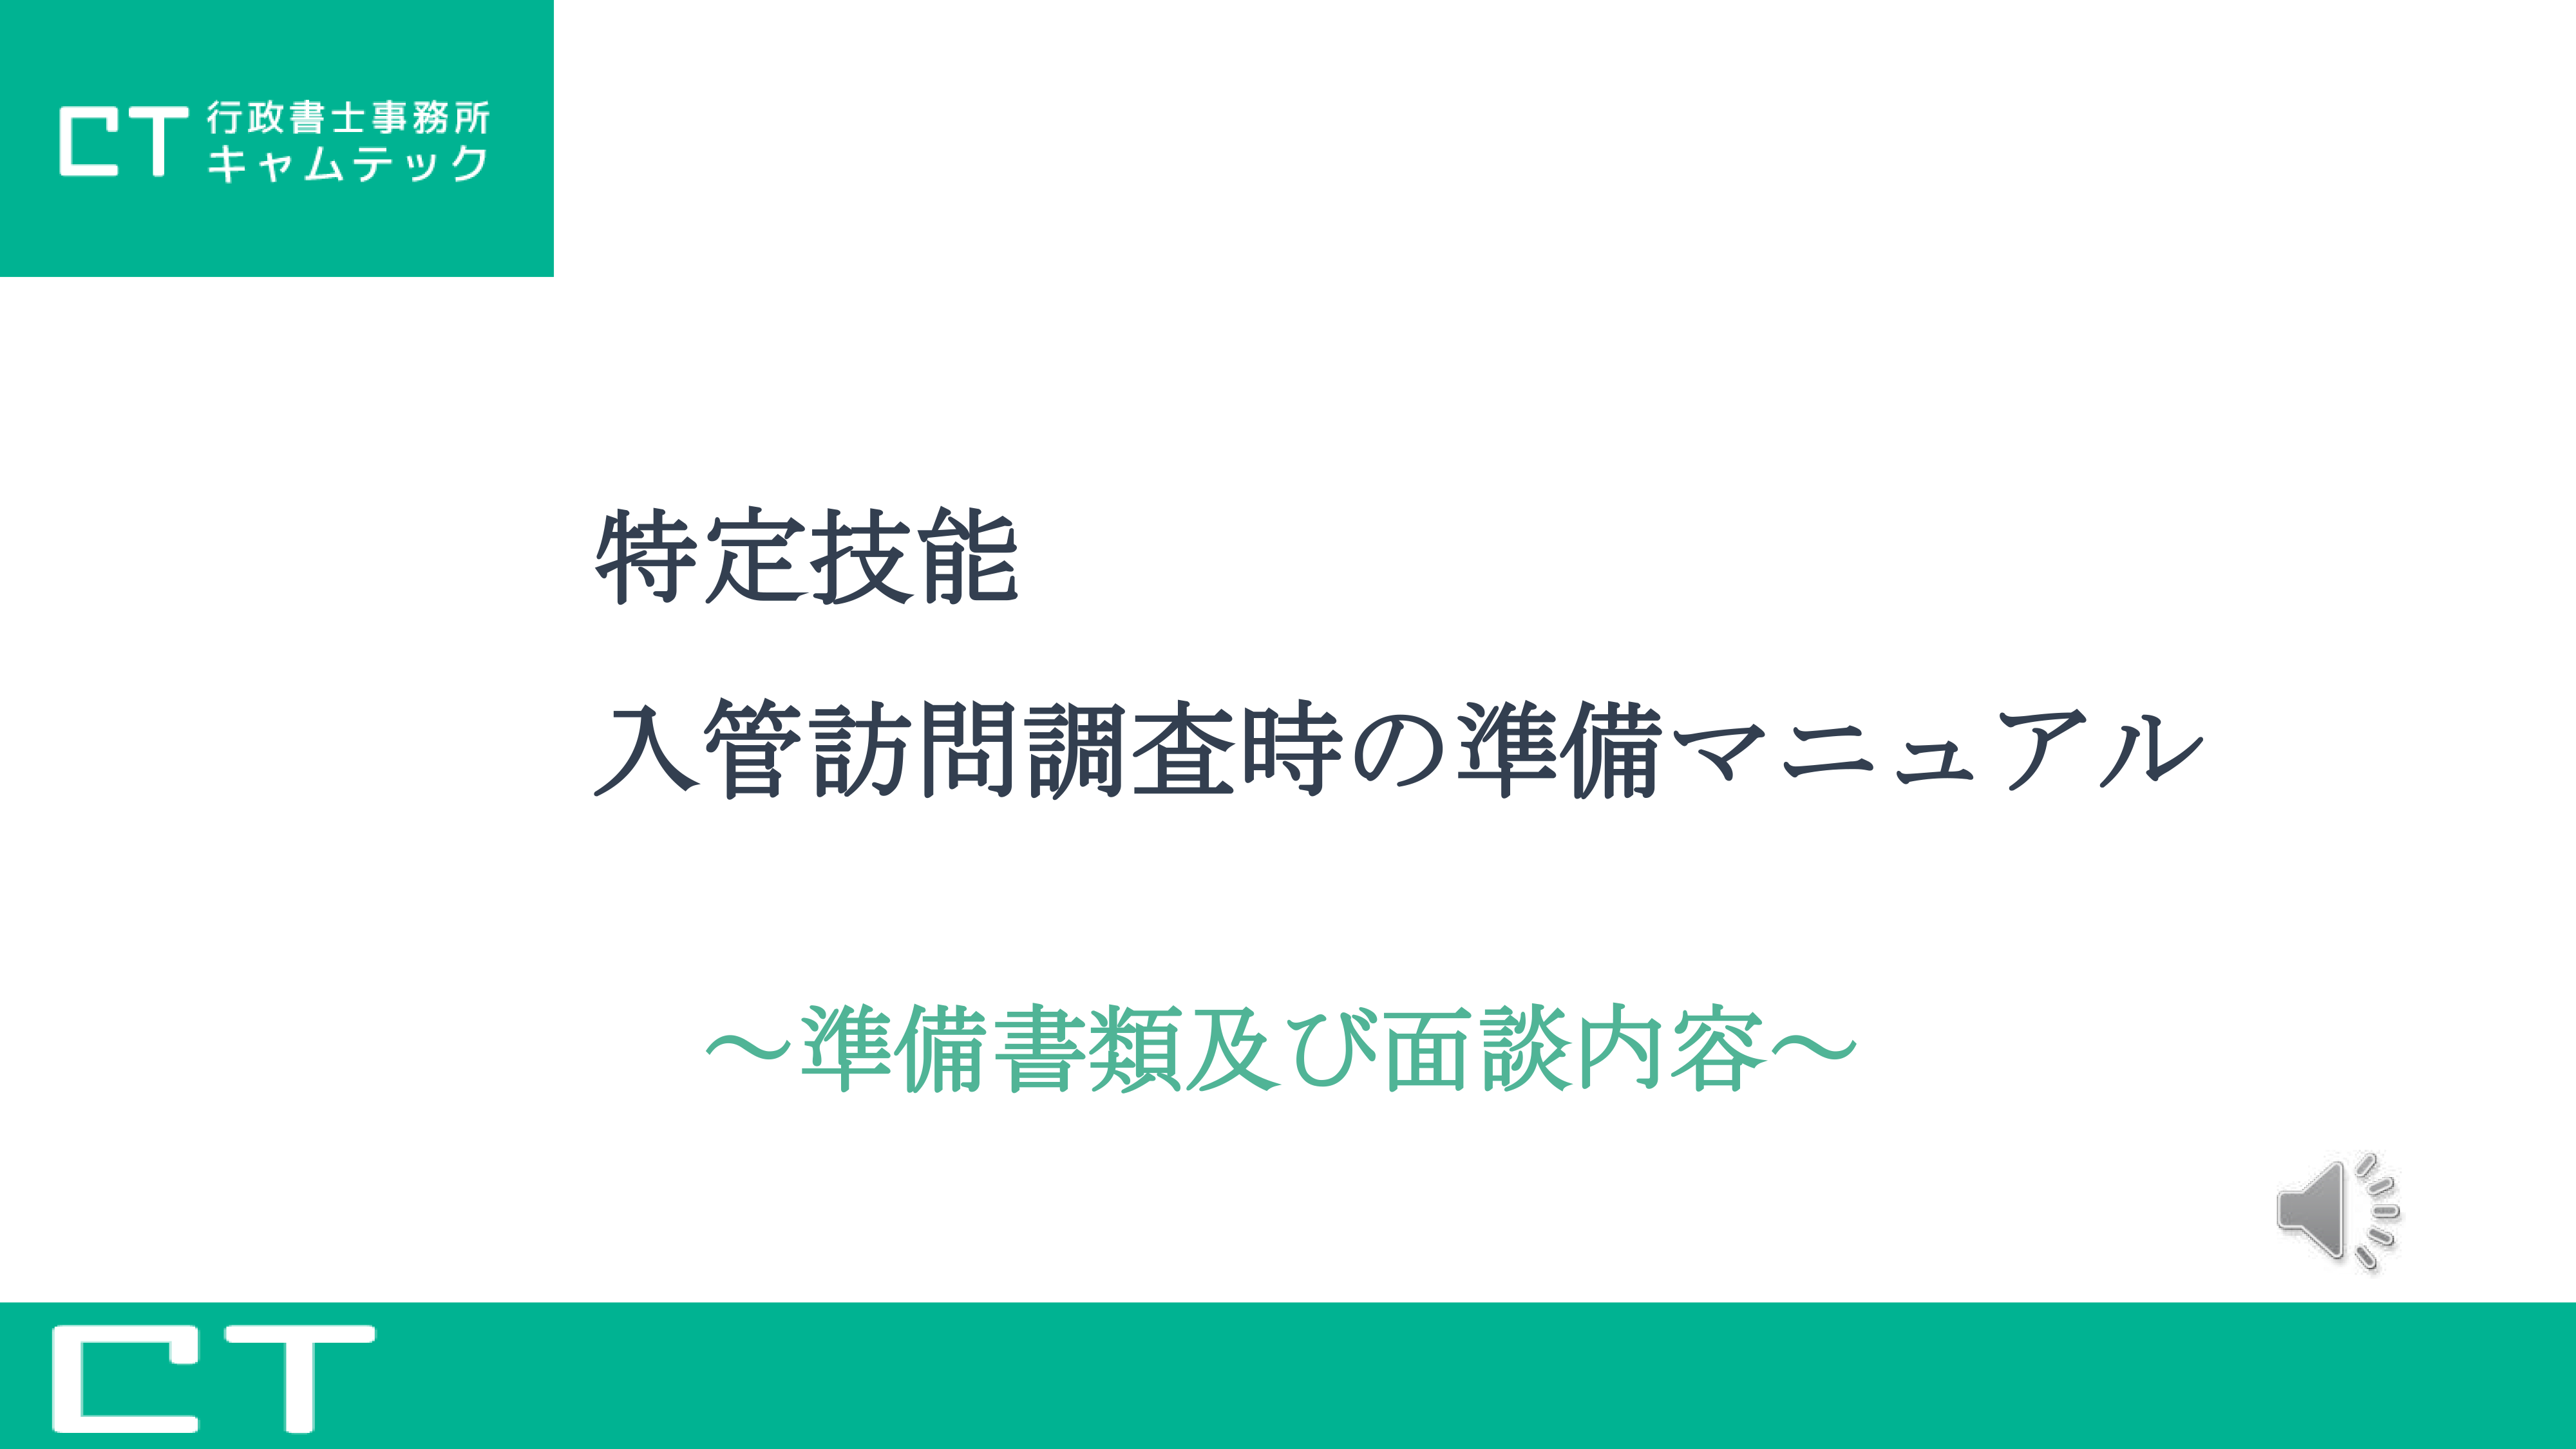 CT 行政書士事務所
キャムテック
特定技能
入管訪問調査時の準備マニュアル
～準備書類及び面談内容～
CT